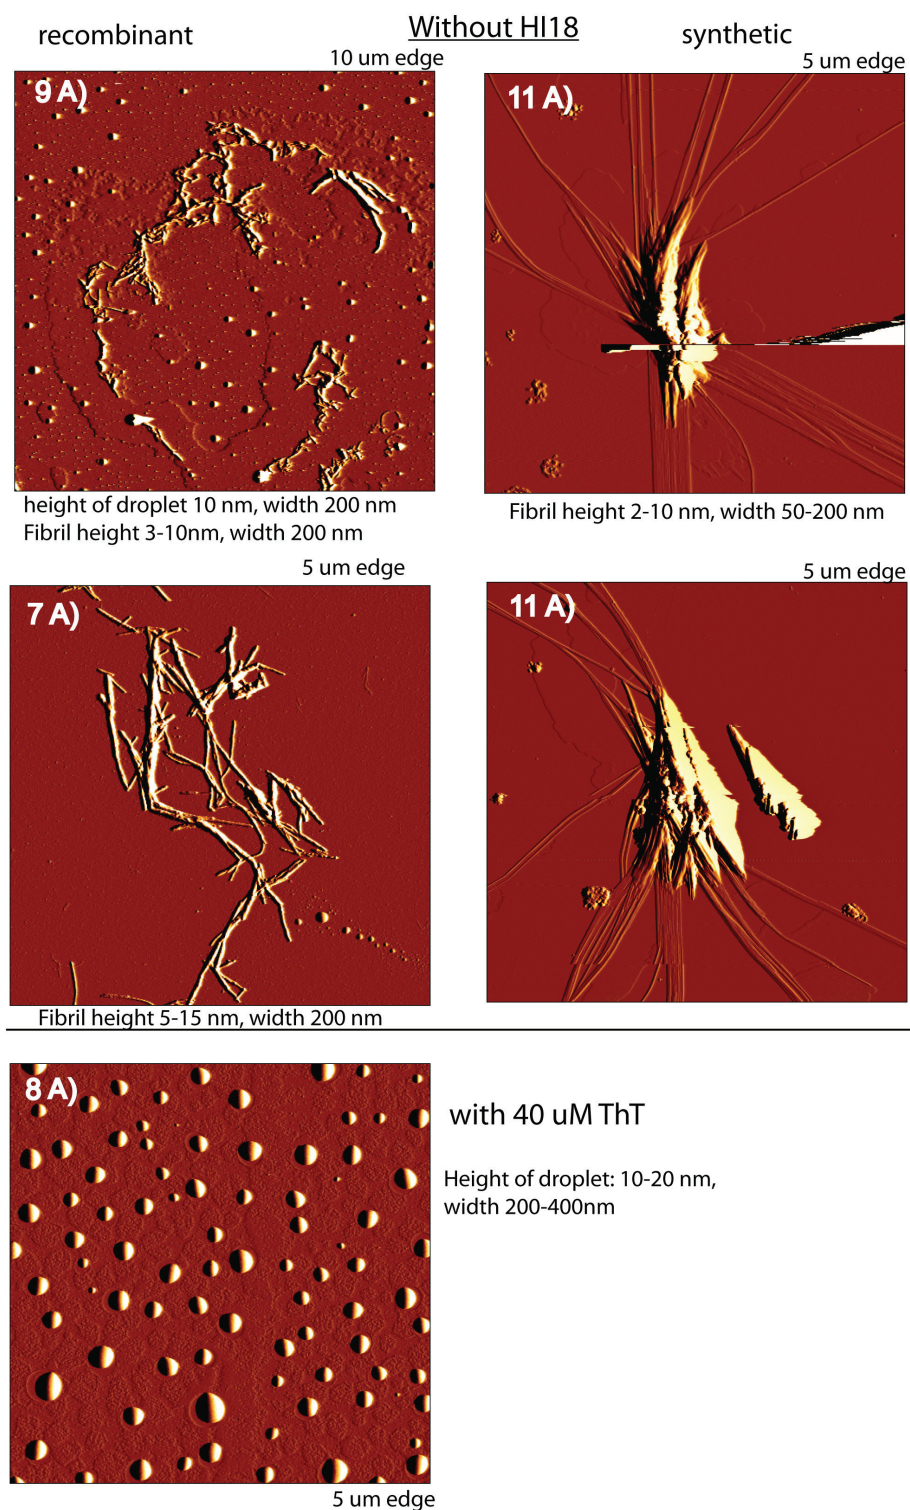 Without HI18
recombinant
synthetic
10 um edge
5 um edge
9 A)
11 A)
height of droplet 10 nm, width 200 nm
Fibril height 3-10nm, width 200 nm
Fibril height 2-10 nm, width 50-200 nm
5 um edge
5 um edge
7 A)
11 A)
Fibril height 5-15 nm, width 200 nm
8 A)
with 40 uM ThT
Height of droplet: 10-20 nm,
width 200-400nm
5 um edge